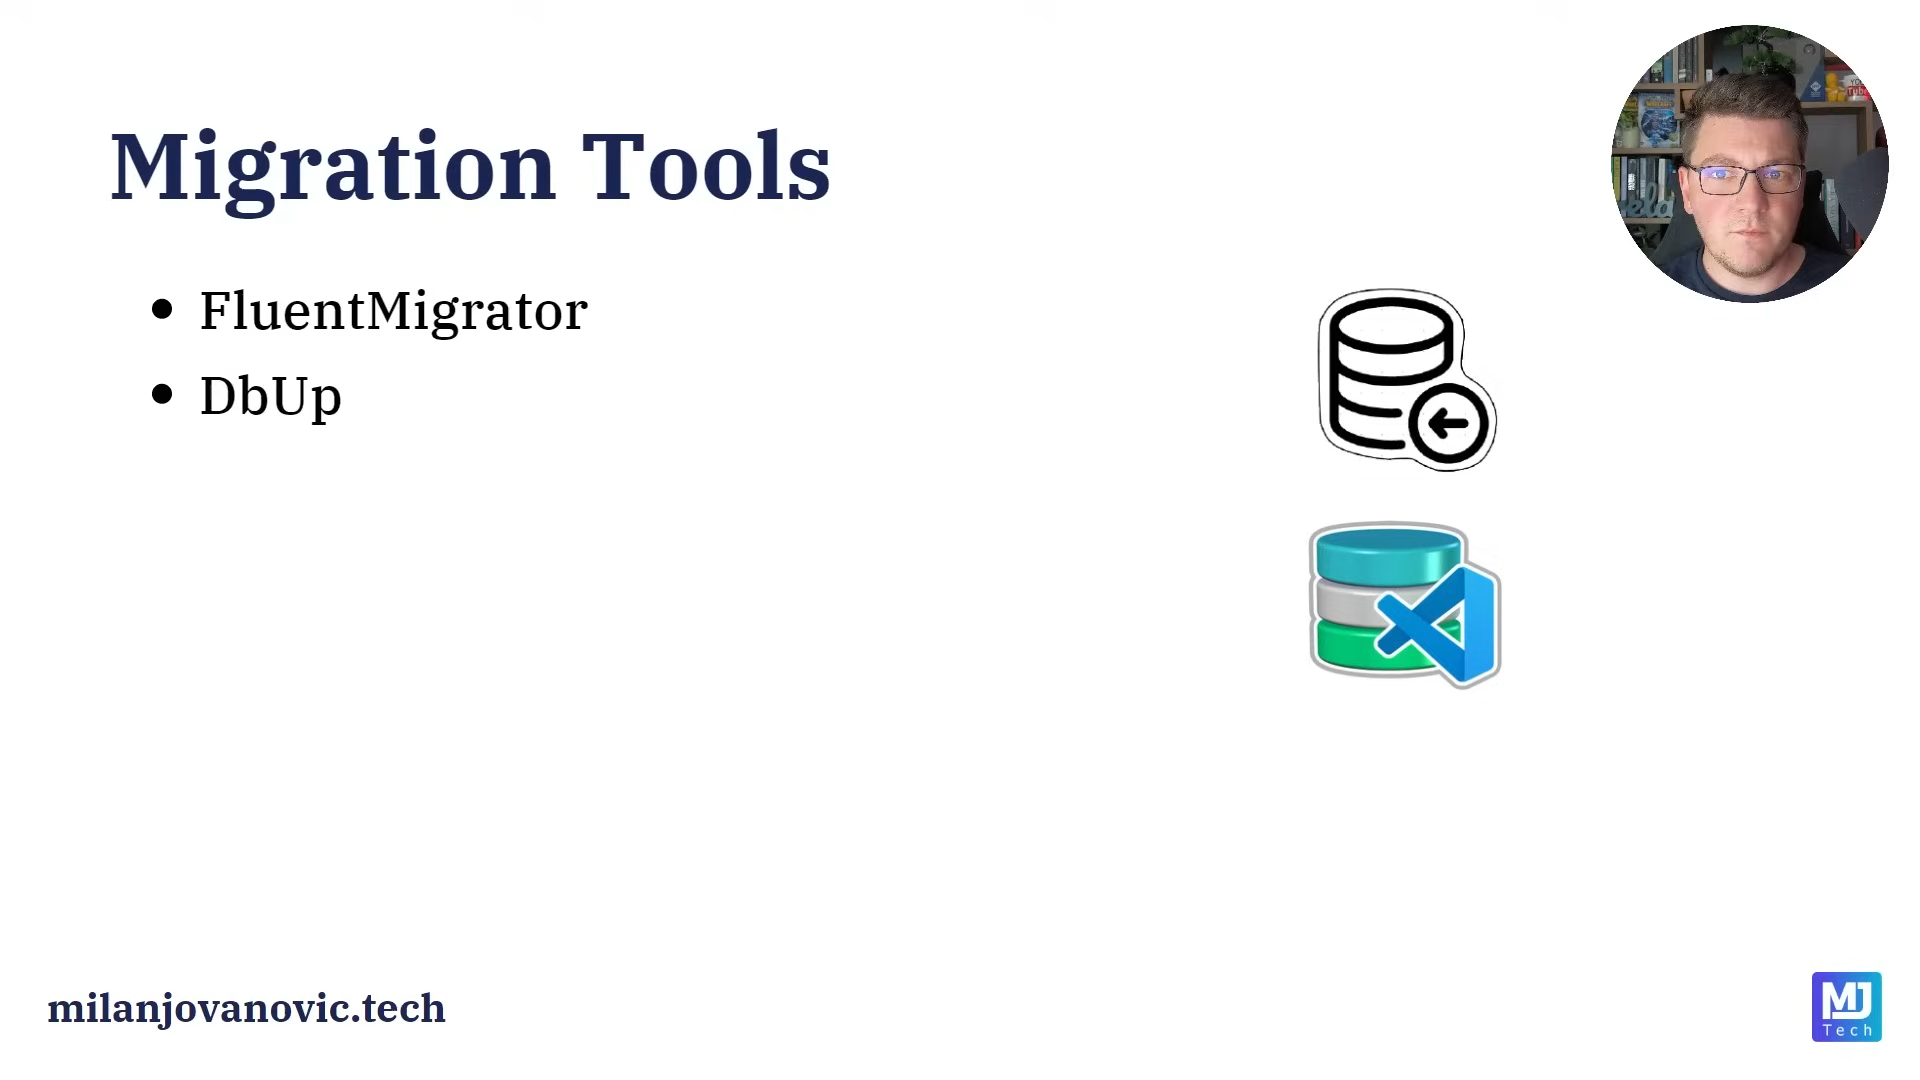 Migration Tools
• FluentMigrator
• DbUp
milanjovanovic.tech
MJ
Tech